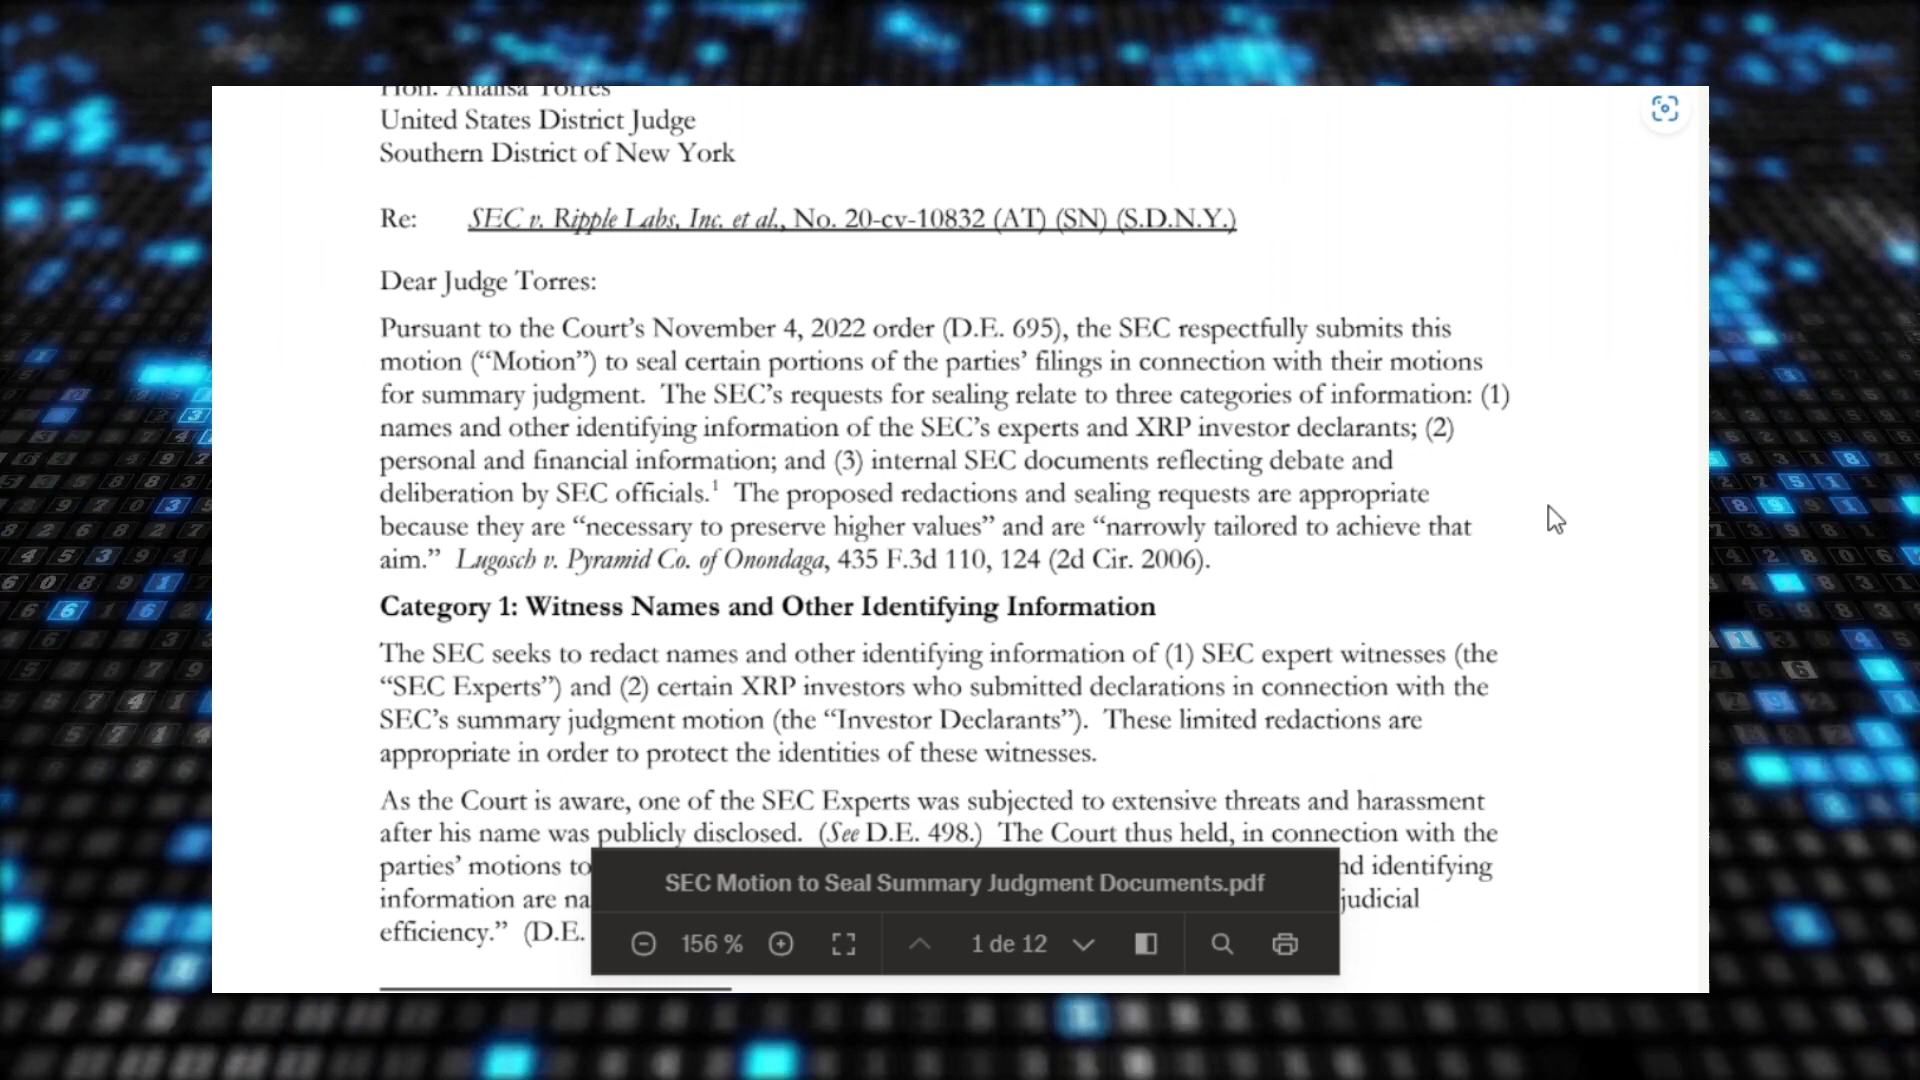 Hon. Analisa Torres
United States District Judge
Southern District of New York
Re: SEC v. Ripple Labs, Inc. et al., No. 20-cv-10832 (AT) (SN) (S.D.N.Y.)
Dear Judge Torres:
Pursuant to the Court’s November 4, 2022 order (D.E. 695), the SEC respectfully submits this
motion (“Motion”) to seal certain portions of the parties’ filings in connection with their motions
for summary judgment. The SEC’s requests for sealing relate to three categories of information: (1)
names and other identifying information of the SEC’s experts and XRP investor declarants; (2)
personal and financial information; and (3) internal SEC documents reflecting debate and
deliberation by SEC officials.1 The proposed redactions and sealing requests are appropriate
because they are “necessary to preserve higher values” and are “narrowly tailored to achieve that
aim.” Lugosch v. Pyramid Co. of Onondaga, 435 F.3d 110, 124 (2d Cir. 2006).
Category 1: Witness Names and Other Identifying Information
The SEC seeks to redact names and other identifying information of (1) SEC expert witnesses (the
“SEC Experts”) and (2) certain XRP investors who submitted declarations in connection with the
SEC’s summary judgment motion (the “Investor Declarants”). These limited redactions are
appropriate in order to protect the identities of these witnesses.
As the Court is aware, one of the SEC Experts was subjected to extensive threats and harassment
after his name was publicly disclosed. (See D.E. 498.) The Court thus held, in connection with the
parties’ motions to nd identifying
information are na judicial
efficiency.” (D.E.
SEC Motion to Seal Summary Judgment Documents.pdf
156 % 1 de 12